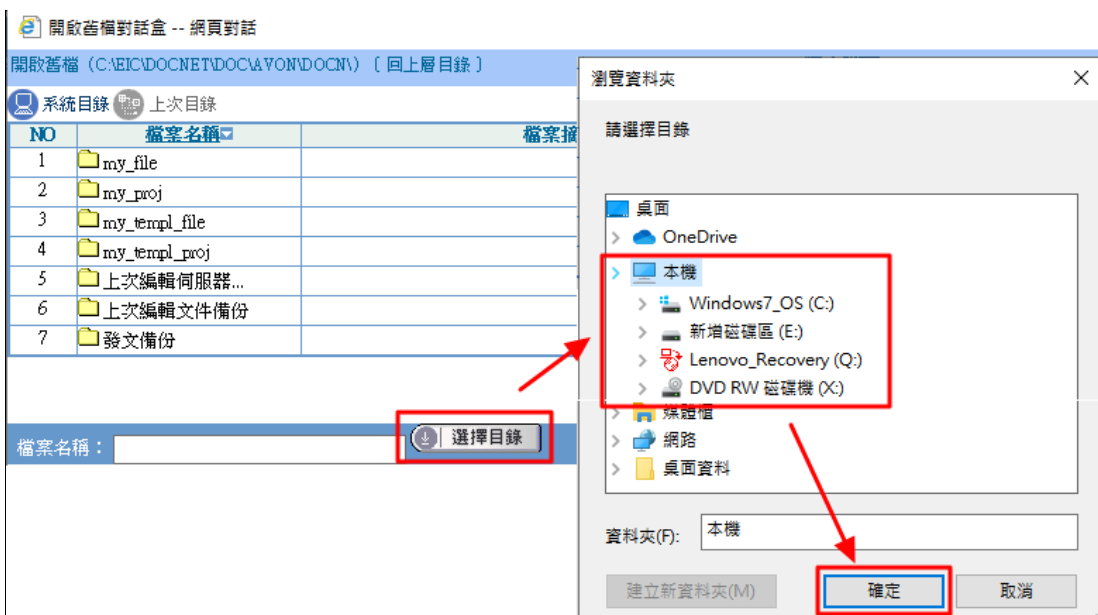 開啟舊檔對話盒 -- 網頁對話
開啟舊檔（C:\EIC\DOCNET\DOC\AVON\DOCN\）〔 回上層目錄 〕
系統目錄 上次目錄
NO 檔案名稱 檔案摘
1 my_file
2 my_proj
3 my_templ_file
4 my_templ_proj
5 上次編輯伺服器...
6 上次編輯文件備份
7 發文備份
檔案名稱：
選擇目錄
瀏覽資料夾
請選擇目錄
桌面
OneDrive
本機
Windows7_OS (C:)
新增磁碟區 (E:)
Lenovo_Recovery (Q:)
DVD RW 磁碟機 (X:)
媒體櫃
網路
桌面資料
資料夾(F): 本機
建立新資料夾(M) 確定 取消